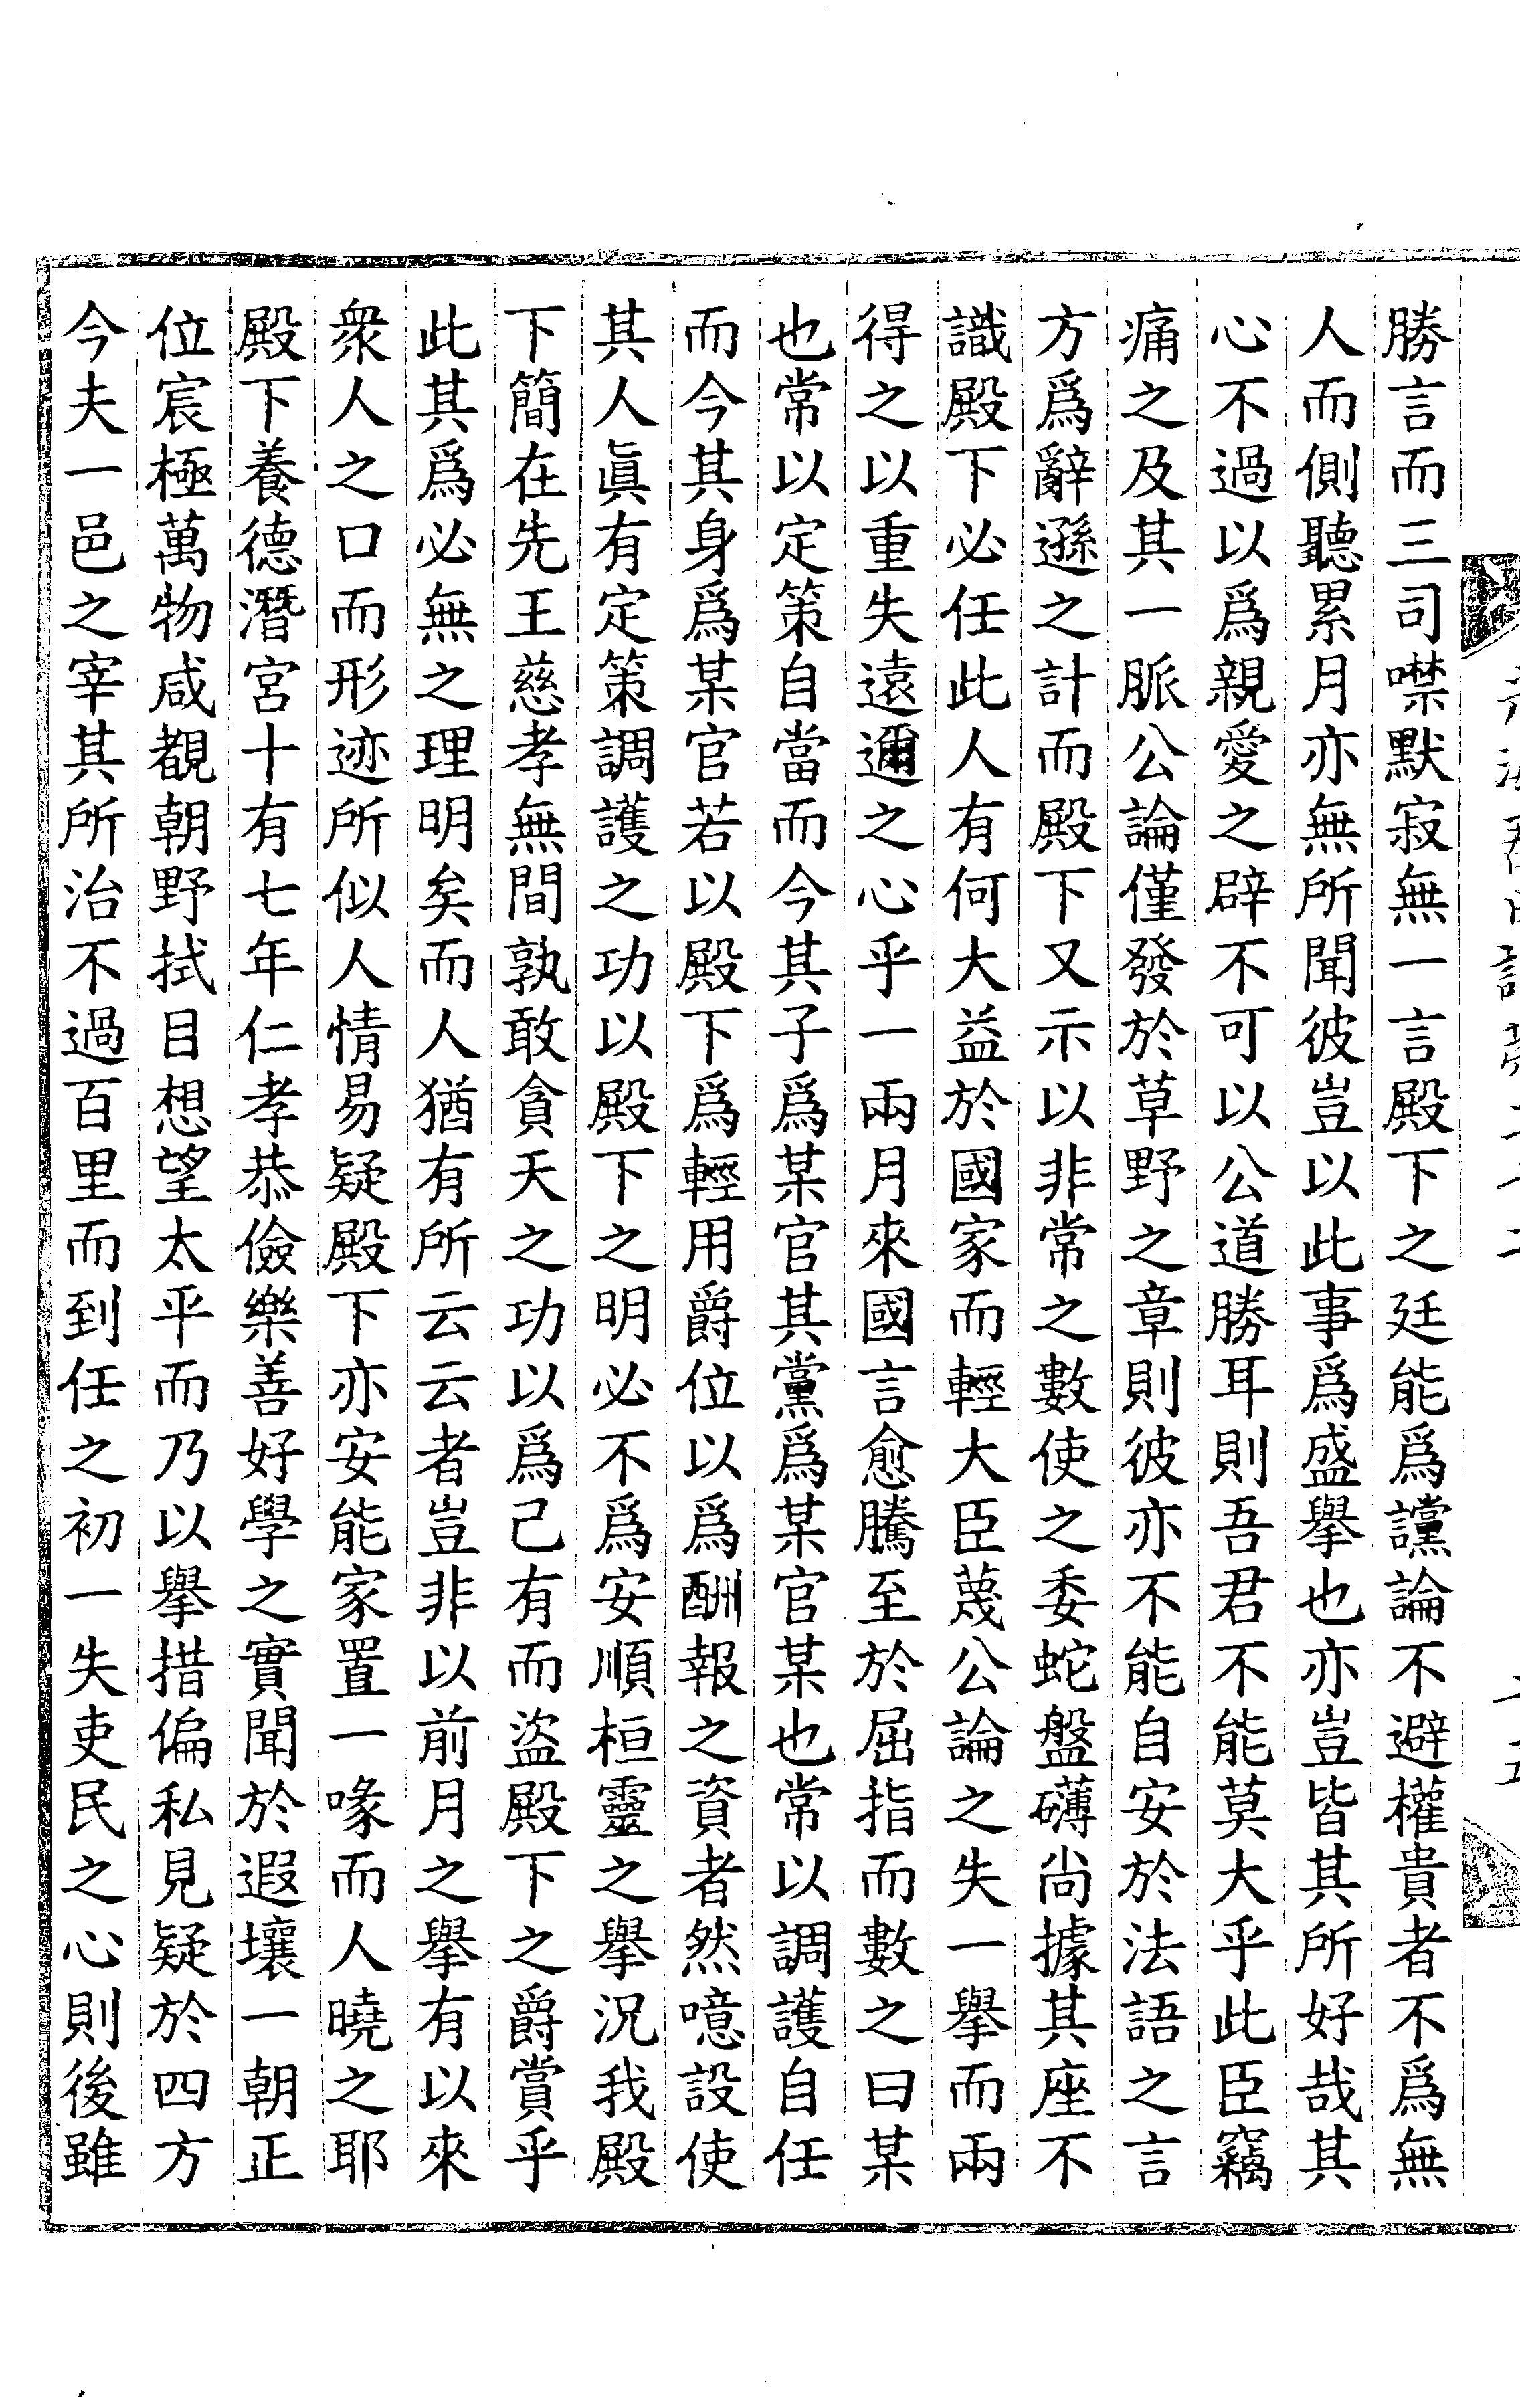 勝言而三司噤默寂無一言殿下之廷能爲讜論不避權貴者不爲無
人而側聽累月亦無所聞彼豈以此事爲盛擧也亦豈皆其所好哉其
心不過以爲親愛之辟不可以公道勝耳則吾君不能莫大乎此臣竊
痛之及其一脈公論僅發於草野之章則彼亦不能自安於法語之言
方爲辭遜之計而殿下又示以非常之數使之委蛇盤礴尙據其座不
識殿下必任此人有何大益於國家而輕大臣蔑公論之失一擧而兩
得之以重失遠邇之心乎一兩月來國言愈騰至於屈指而數之曰某
也常以定策自當而今其子爲某官其黨爲某官某也常以調護自任
而今其身爲某官若以殿下爲輕用爵位以爲酬報之資者然噫設使
其人眞有定策調護之功以殿下之明必不爲安順桓靈之擧況我殿
下簡在先王慈孝無間孰敢貪天之功以爲己有而盜殿下之爵賞乎
此其爲必無之理明矣而人猶有所云云者豈非以前月之擧有以來
衆人之口而形迹所似人情易疑殿下亦安能家置一喙而人曉之耶
殿下養德潛宮十有七年仁孝恭儉樂善好學之實聞於遐壤一朝正
位宸極萬物咸覩朝野拭目想望太平而乃以擧措偏私見疑於四方
今夫一邑之宰其所治不過百里而到任之初一失吏民之心則後雖